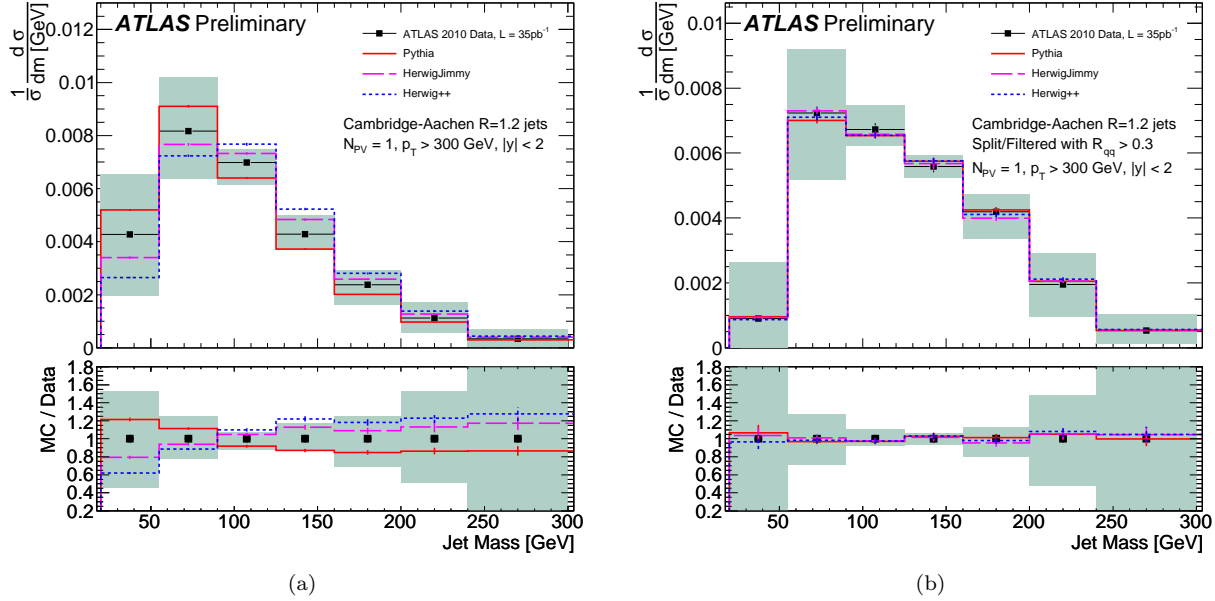 ATLAS Preliminary
1/σ dσ/dm [GeV]
0.012
0.01
0.008
0.006
0.004
0.002
0
ATLAS 2010 Data, L = 35pb⁻¹
Pythia
HerwigJimmy
Herwig++
Cambridge-Aachen R=1.2 jets
N_PV = 1, p_T > 300 GeV, |y| < 2
MC / Data
1.8
1.6
1.4
1.2
1
0.8
0.6
0.4
0.2
50 100 150 200 250 300
Jet Mass [GeV]
(a)
ATLAS Preliminary
1/σ dσ/dm [GeV]
0.01
0.008
0.006
0.004
0.002
0
ATLAS 2010 Data, L = 35pb⁻¹
Pythia
HerwigJimmy
Herwig++
Cambridge-Aachen R=1.2 jets
Split/Filtered with R_qq > 0.3
N_PV = 1, p_T > 300 GeV, |y| < 2
MC / Data
1.8
1.6
1.4
1.2
1
0.8
0.6
0.4
0.2
50 100 150 200 250 300
Jet Mass [GeV]
(b)